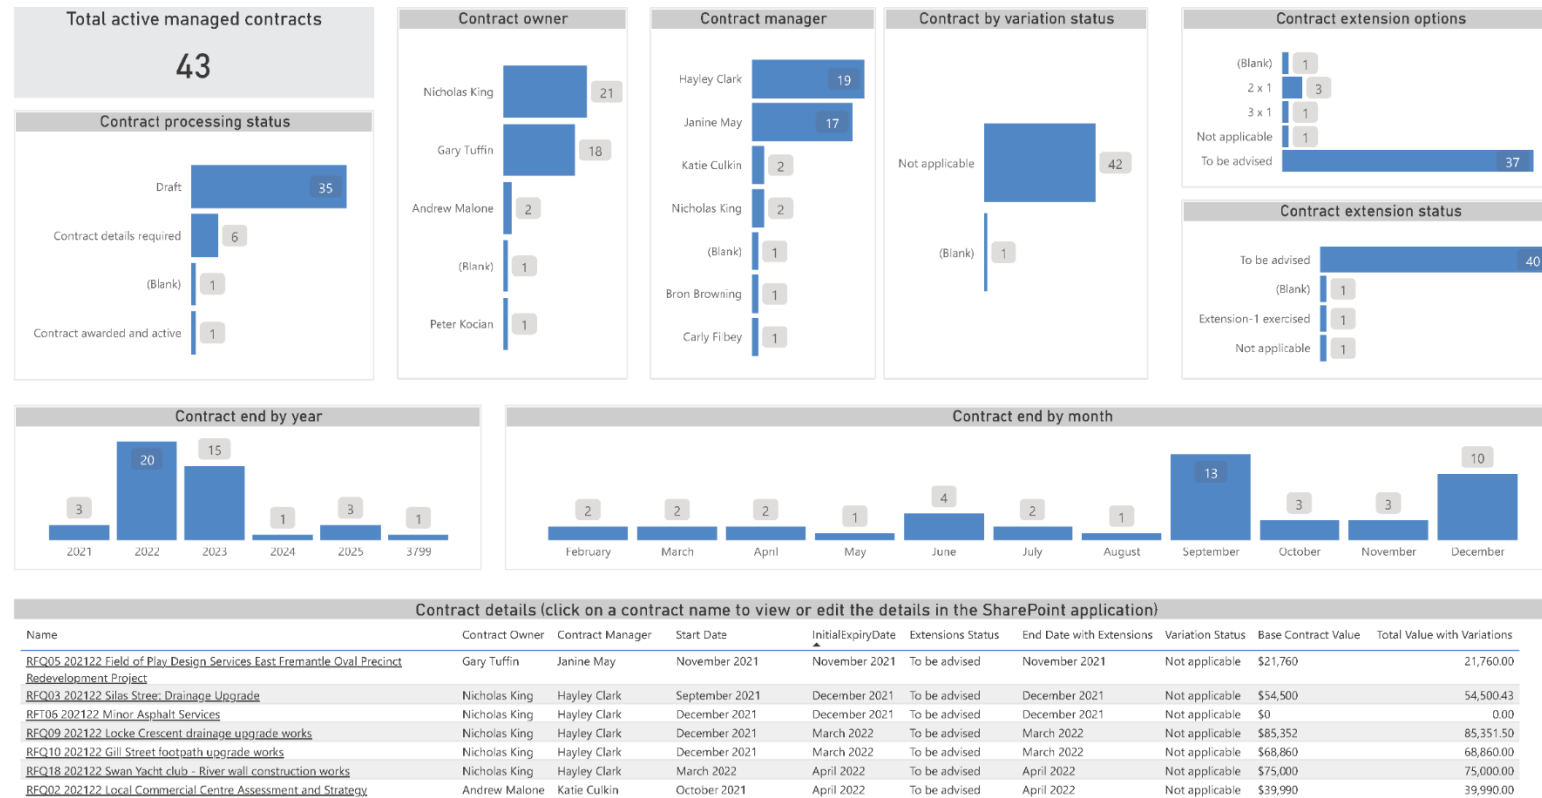 Total active managed contracts
43
Contract processing status
Draft 35
Contract details required 6
(Blank) 1
Contract awarded and active 1
Contract owner
Nicholas King 21
Gary Tuffin 18
Andrew Malone 2
(Blank) 1
Peter Kocian 1
Contract manager
Hayley Clark 19
Janine May 17
Katie Culkin 2
Nicholas King 2
(Blank) 1
Bron Browning 1
Carly Filbey 1
Contract by variation status
Not applicable 42
(Blank) 1
Contract extension options
(Blank) 1
2 x 1 3
3 x 1 1
Not applicable 1
To be advised 37
Contract extension status
To be advised 40
(Blank) 1
Extension-1 exercised 1
Not applicable 1
Contract end by year
3 20 15 1 3 1
2021 2022 2023 2024 2025 3799
Contract end by month
2 2 2 1 4 2 1 13 3 3 10
February March April May June July August September October November December
Contract details (click on a contract name to view or edit the details in the SharePoint application)
Name Contract Owner Contract Manager Start Date InitialExpiryDate Extensions Status End Date with Extensions Variation Status Base Contract Value Total Value with Variations
RFQ05 202122 Field of Play Design Services East Fremantle Oval Precinct Gary Tuffin Janine May November 2021 November 2021 To be advised November 2021 Not applicable $21,760 21,760.00
Redevelopment Project
RFQ03 202122 Silas Street Drainage Upgrade Nicholas King Hayley Clark September 2021 December 2021 To be advised December 2021 Not applicable $54,500 54,500.43
RFT06 202122 Minor Asphalt Services Nicholas King Hayley Clark December 2021 December 2021 To be advised December 2021 Not applicable $0 0.00
RFQ09 202122 Locke Crescent drainage upgrade works Nicholas King Hayley Clark December 2021 March 2022 To be advised March 2022 Not applicable $85,352 85,351.50
RFQ10 202122 Gill Street footpath upgrade works Nicholas King Hayley Clark December 2021 March 2022 To be advised March 2022 Not applicable $68,860 68,860.00
RFQ18 202122 Swan Yacht club - River wall construction works Nicholas King Hayley Clark March 2022 April 2022 To be advised April 2022 Not applicable $75,000 75,000.00
RFQ02 202122 Local Commercial Centre Assessment and Strategy Andrew Malone Katie Culkin October 2021 April 2022 To be advised April 2022 Not applicable $39,990 39,990.00